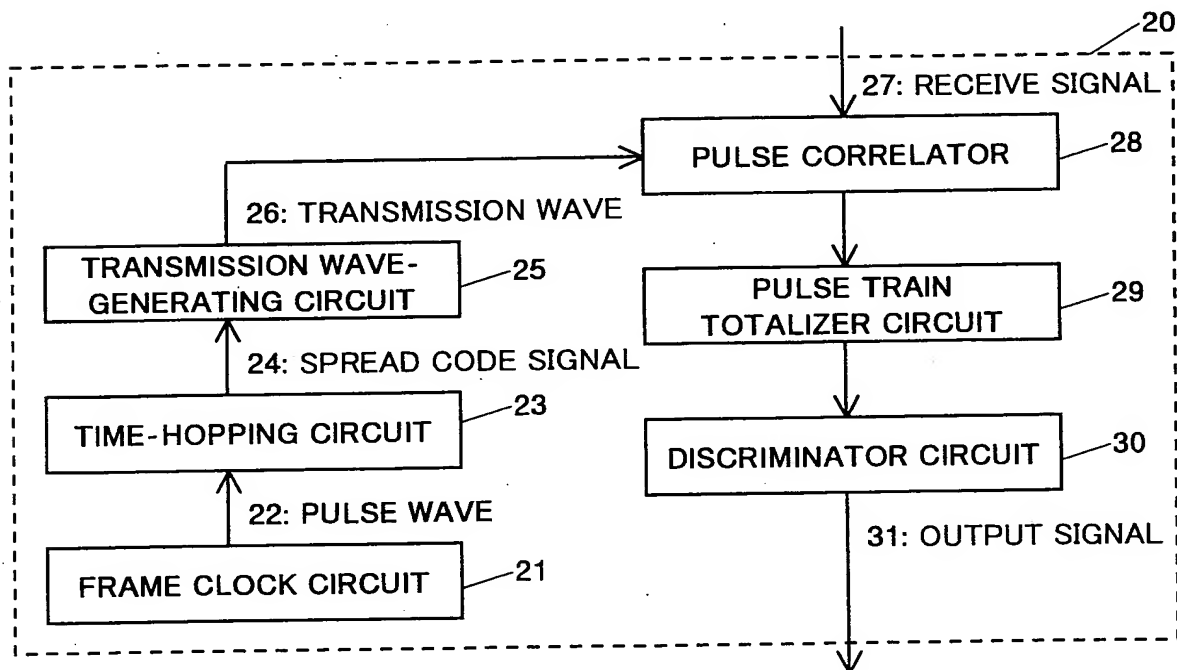 20
27: RECEIVE SIGNAL
PULSE CORRELATOR
28
26: TRANSMISSION WAVE
TRANSMISSION WAVE-
GENERATING CIRCUIT
25
PULSE TRAIN
TOTALIZER CIRCUIT
29
24: SPREAD CODE SIGNAL
TIME-HOPPING CIRCUIT
23
DISCRIMINATOR CIRCUIT
30
22: PULSE WAVE
31: OUTPUT SIGNAL
FRAME CLOCK CIRCUIT
21